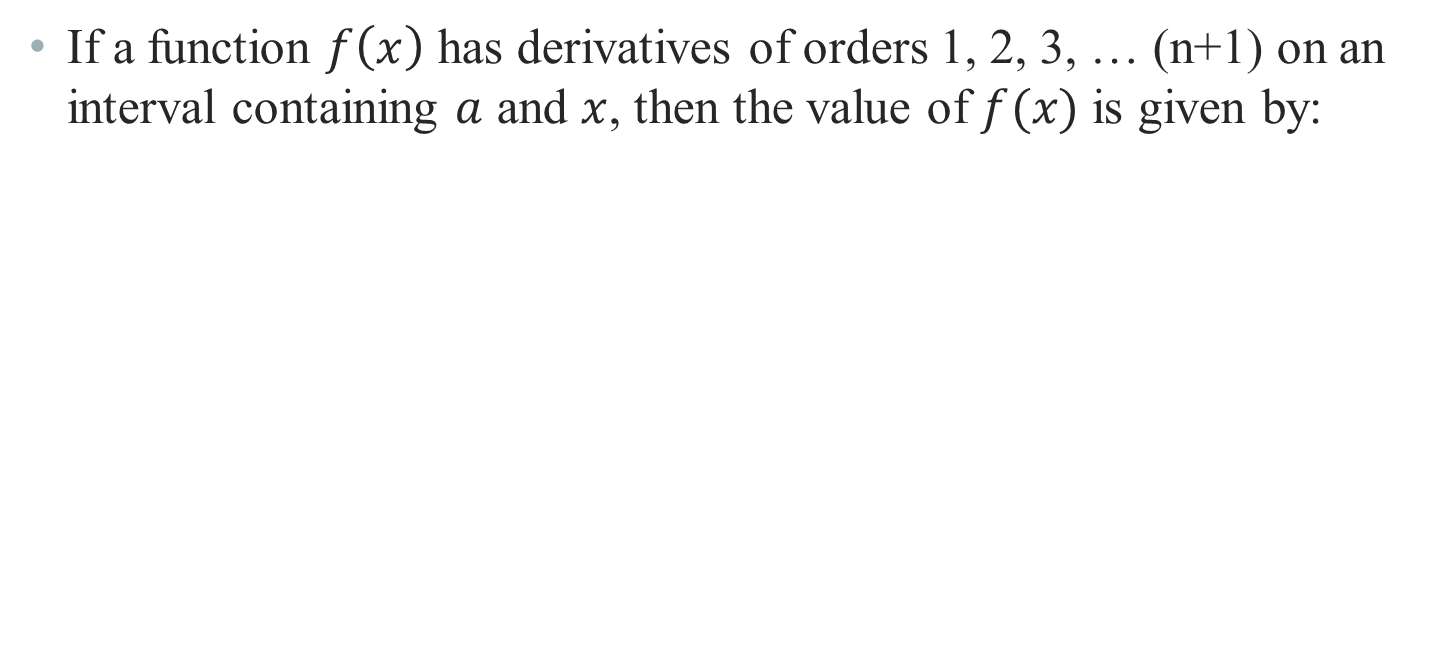 • If a function 𝑓(𝑥) has derivatives of orders 1, 2, 3, … (n+1) on an
interval containing 𝑎 and 𝑥, then the value of 𝑓(𝑥) is given by: